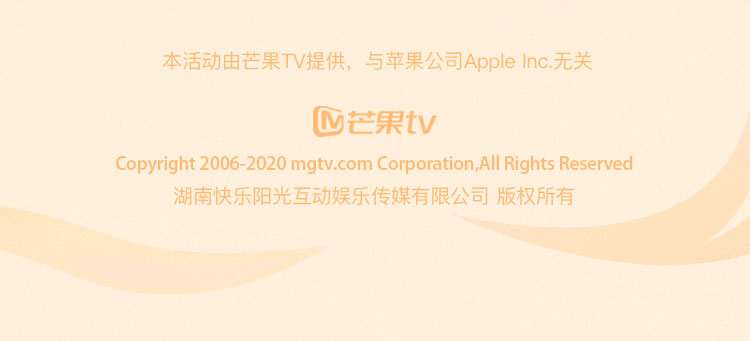 本活动由芒果TV提供，与苹果公司Apple Inc.无关
芒果tv
Copyright 2006-2020 mgtv.com Corporation,All Rights Reserved
湖南快乐阳光互动娱乐传媒有限公司 版权所有